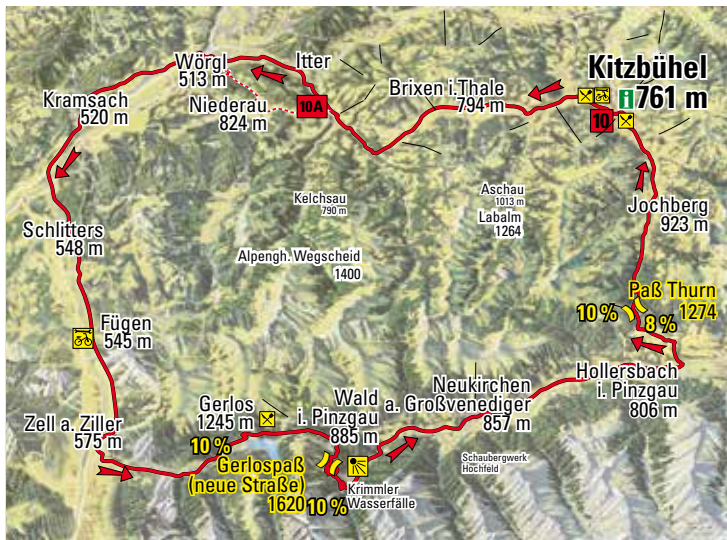 Wörgl
513 m
Itter
Kitzbühel
i 761 m
Kramsach
520 m
Niederau
824 m
10A
Brixen i.Thale
794 m
10
Kelchsau
790 m
Aschau
1013 m
Labalm
1264
Jochberg
923 m
Schlitters
548 m
Alpengh. Wegscheid
1400
Paß Thurn
1274
10 %
8 %
Fügen
545 m
Hollersbach
i. Pinzgau
806 m
Neukirchen
a. Großvenediger
857 m
Wald
i. Pinzgau
885 m
Gerlos
1245 m
Zell a. Ziller
575 m
10 %
Gerlospaß
(neue Straße)
1620
10 %
Krimmler
Wasserfälle
Schaubergwerk
Hochfeld